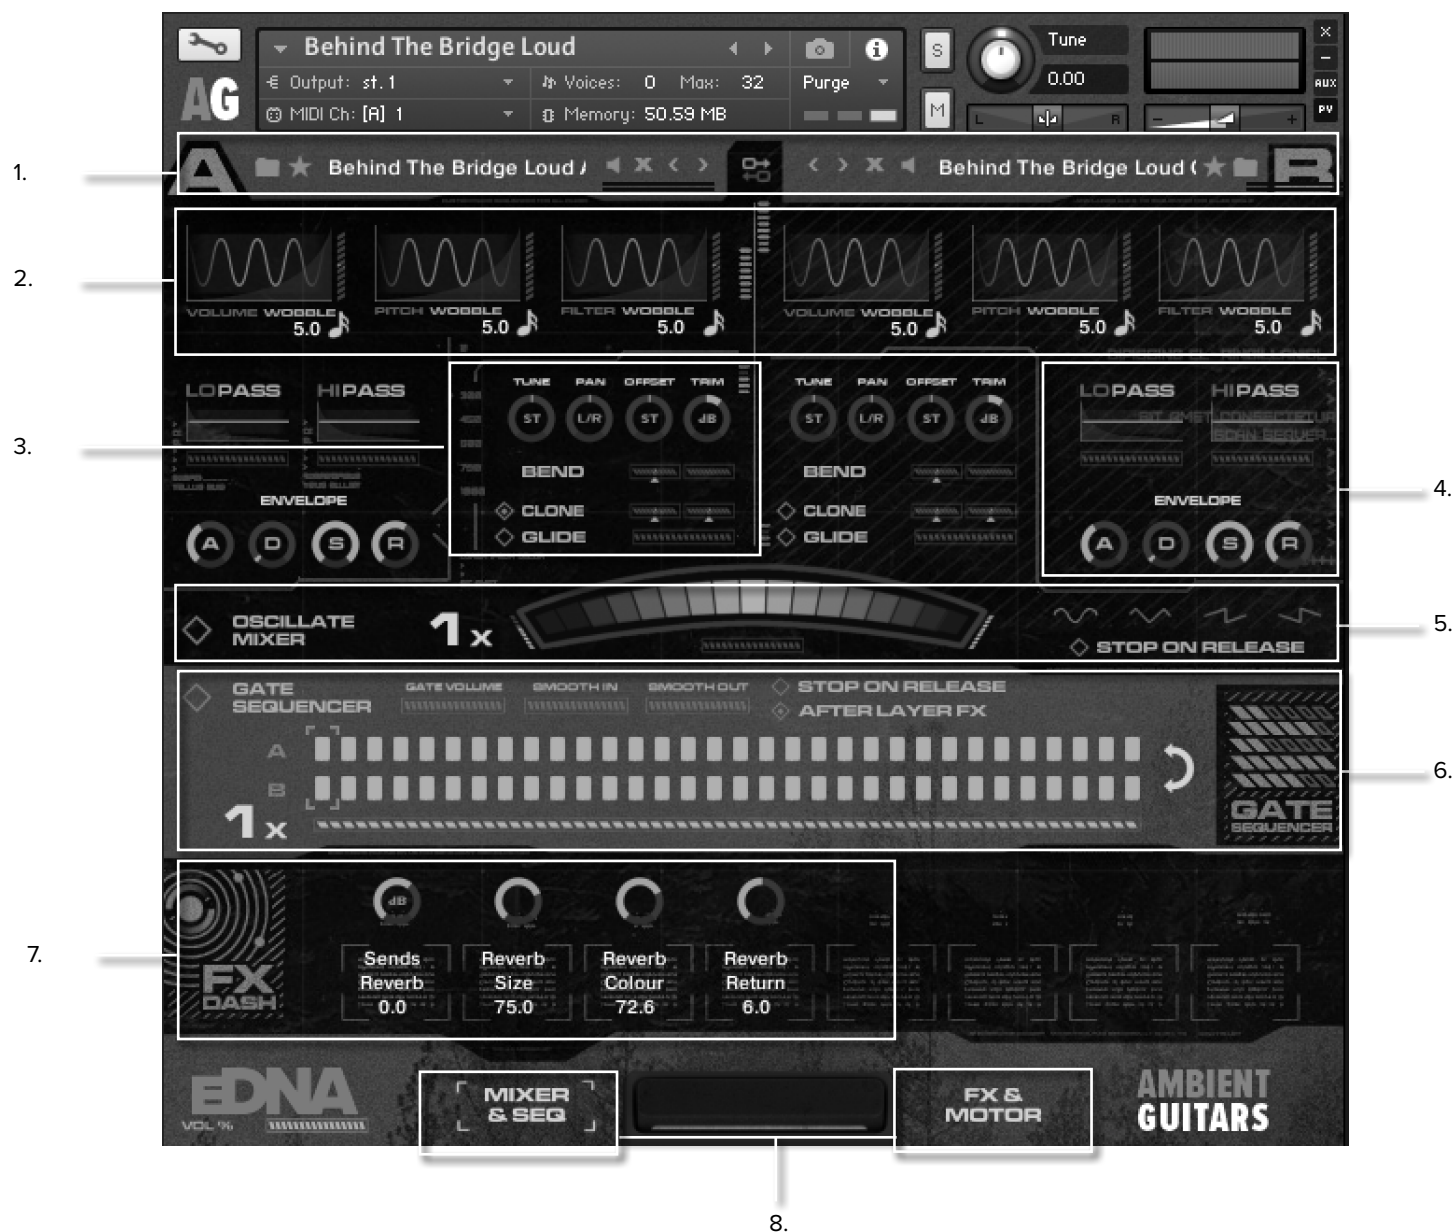 Behind The Bridge Loud
S
Tune
Output: st. 1
Voices: 0 Max: 32
Purge
0.00
AUX
PV
AG
MIDI Ch: [A] 1
Memory: 50.59 MB
M
L
R
- +
1.
A
Behind The Bridge Loud
Behind The Bridge Loud
B
2.
VOLUME WOBBLE
5.0
PITCH WOBBLE
5.0
FILTER WOBBLE
5.0
VOLUME WOBBLE
5.0
PITCH WOBBLE
5.0
FILTER WOBBLE
5.0
3.
LOPASS
HIPASS
ENVELOPE
A D S R
TUNE PAN OFFSET TRIM
ST L/R ST dB
BEND
CLONE
GLIDE
TUNE PAN OFFSET TRIM
ST L/R ST dB
BEND
CLONE
GLIDE
LOPASS
HIPASS
ENVELOPE
A D S R
4.
OSCILLATE
MIXER
1x
STOP ON RELEASE
5.
GATE
SEQUENCER
GATE VOLUME
SMOOTH IN
SMOOTH OUT
STOP ON RELEASE
AFTER LAYER FX
A
B
1x
GATE
SEQUENCER
6.
7.
FX
DASH
dB
Sends
Reverb
0.0
Reverb
Size
75.0
Reverb
Colour
72.6
Reverb
Return
6.0
EDNA
VOL %
MIXER
& SEQ
FX &
MOTOR
AMBIENT
GUITARS
8.